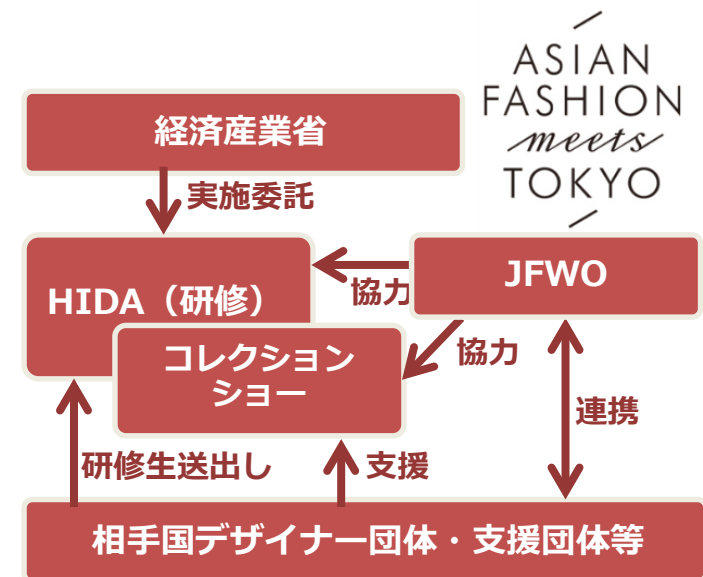 ASIAN
FASHION
meets
TOKYO
経済産業省
実施委託
HIDA（研修）
協力
JFWO
コレクション
ショー
協力
連携
研修生送出し
支援
相手国デザイナー団体・支援団体等